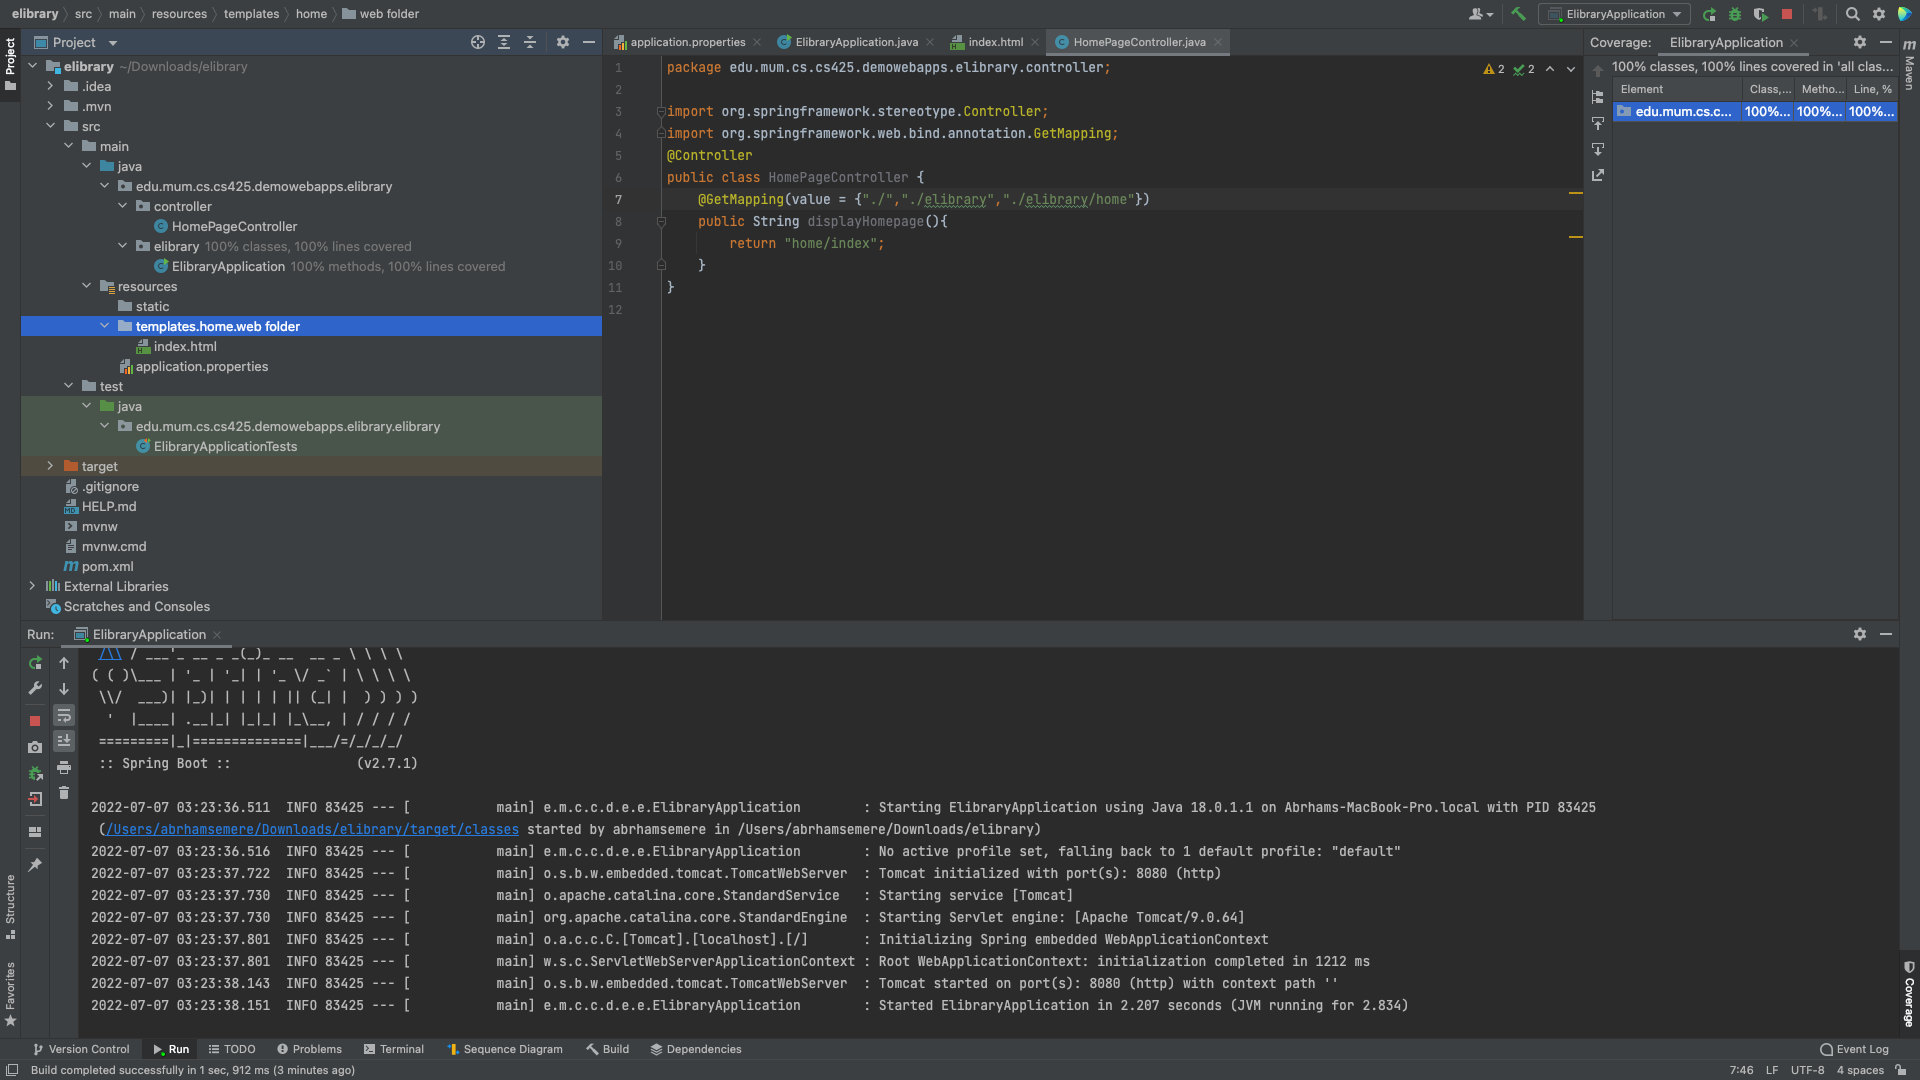 elibrary src main resources templates home web folder
ElibraryApplication
Project
application.properties ElibraryApplication.java index.html HomePageController.java
Coverage: ElibraryApplication
Project
Maven
elibrary ~/Downloads/elibrary
.idea
.mvn
src
main
java
edu.mum.cs.cs425.demowebapps.elibrary
controller
HomePageController
elibrary 100% classes, 100% lines covered
ElibraryApplication 100% methods, 100% lines covered
resources
static
templates.home.web folder
index.html
application.properties
test
java
edu.mum.cs.cs425.demowebapps.elibrary.elibrary
ElibraryApplicationTests
target
.gitignore
HELP.md
mvnw
mvnw.cmd
pom.xml
External Libraries
Scratches and Consoles
1 package edu.mum.cs.cs425.demowebapps.elibrary.controller;
2
3 import org.springframework.stereotype.Controller;
4 import org.springframework.web.bind.annotation.GetMapping;
5 @Controller
6 public class HomePageController {
7 @GetMapping(value = {"./","./elibrary","./elibrary/home"})
8 public String displayHomepage(){
9 return "home/index";
10 }
11 }
12
2 2
100% classes, 100% lines covered in 'all clas...
Element Class,... Metho... Line, %
edu.mum.cs.c... 100%... 100%... 100%...
Run: ElibraryApplication
/\\ / ___'_ __ _ _(_)_ __  __ _ \ \ \ \
( ( )\___ | '_ | '_| | '_ \/ _` | \ \ \ \
\\/  ___)| |_)| | | | | || (_| |  ) ) ) )
'  |____| .__|_| |_|_| |_\__, | / / / /
=========|_|==============|___/=/_/_/_/
:: Spring Boot :: (v2.7.1)
2022-07-07 03:23:36.511 INFO 83425 --- [ main] e.m.c.c.d.e.e.ElibraryApplication : Starting ElibraryApplication using Java 18.0.1.1 on Abrhams-MacBook-Pro.local with PID 83425
(/Users/abrhamsemere/Downloads/elibrary/target/classes started by abrhamsemere in /Users/abrhamsemere/Downloads/elibrary)
2022-07-07 03:23:36.516 INFO 83425 --- [ main] e.m.c.c.d.e.e.ElibraryApplication : No active profile set, falling back to 1 default profile: "default"
2022-07-07 03:23:37.722 INFO 83425 --- [ main] o.s.b.w.embedded.tomcat.TomcatWebServer : Tomcat initialized with port(s): 8080 (http)
2022-07-07 03:23:37.730 INFO 83425 --- [ main] o.apache.catalina.core.StandardService : Starting service [Tomcat]
2022-07-07 03:23:37.730 INFO 83425 --- [ main] org.apache.catalina.core.StandardEngine : Starting Servlet engine: [Apache Tomcat/9.0.64]
2022-07-07 03:23:37.801 INFO 83425 --- [ main] o.a.c.c.C.[Tomcat].[localhost].[/] : Initializing Spring embedded WebApplicationContext
2022-07-07 03:23:37.801 INFO 83425 --- [ main] w.s.c.ServletWebServerApplicationContext : Root WebApplicationContext: initialization completed in 1212 ms
2022-07-07 03:23:38.143 INFO 83425 --- [ main] o.s.b.w.embedded.tomcat.TomcatWebServer : Tomcat started on port(s): 8080 (http) with context path ''
2022-07-07 03:23:38.151 INFO 83425 --- [ main] e.m.c.c.d.e.e.ElibraryApplication : Started ElibraryApplication in 2.207 seconds (JVM running for 2.834)
Structure
Favorites
Coverage
Version Control Run TODO Problems Terminal Sequence Diagram Build Dependencies Event Log
Build completed successfully in 1 sec, 912 ms (3 minutes ago) 7:46 LF UTF-8 4 spaces